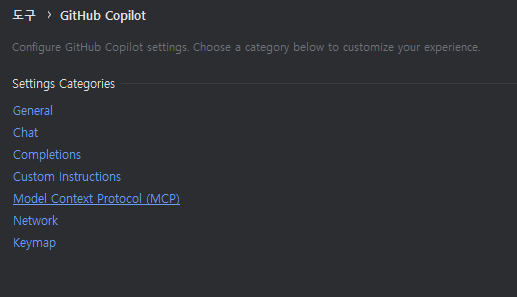 도구 › GitHub Copilot
Configure GitHub Copilot settings. Choose a category below to customize your experience.
Settings Categories
General
Chat
Completions
Custom Instructions
Model Context Protocol (MCP)
Network
Keymap